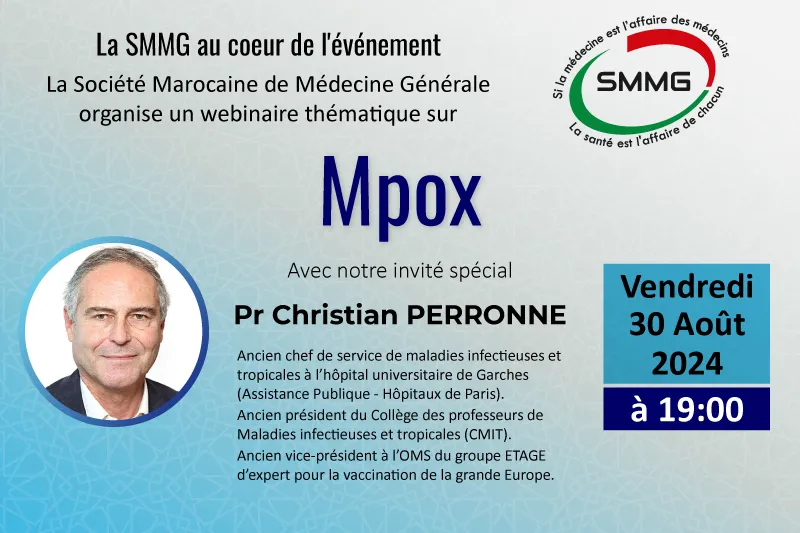 La SMMG au coeur de l'événement
La Société Marocaine de Médecine Générale
organise un webinaire thématique sur
Si la médecine est l'affaire des médecins
SMMG
La santé est l'affaire de chacun
Mpox
Avec notre invité spécial
Pr Christian PERRONNE
Ancien chef de service de maladies infectieuses et
tropicales à l’hôpital universitaire de Garches
(Assistance Publique - Hôpitaux de Paris).
Ancien président du Collège des professeurs de
Maladies infectieuses et tropicales (CMIT).
Ancien vice-président à l’OMS du groupe ETAGE
d’expert pour la vaccination de la grande Europe.
Vendredi
30 Août
2024
à 19:00